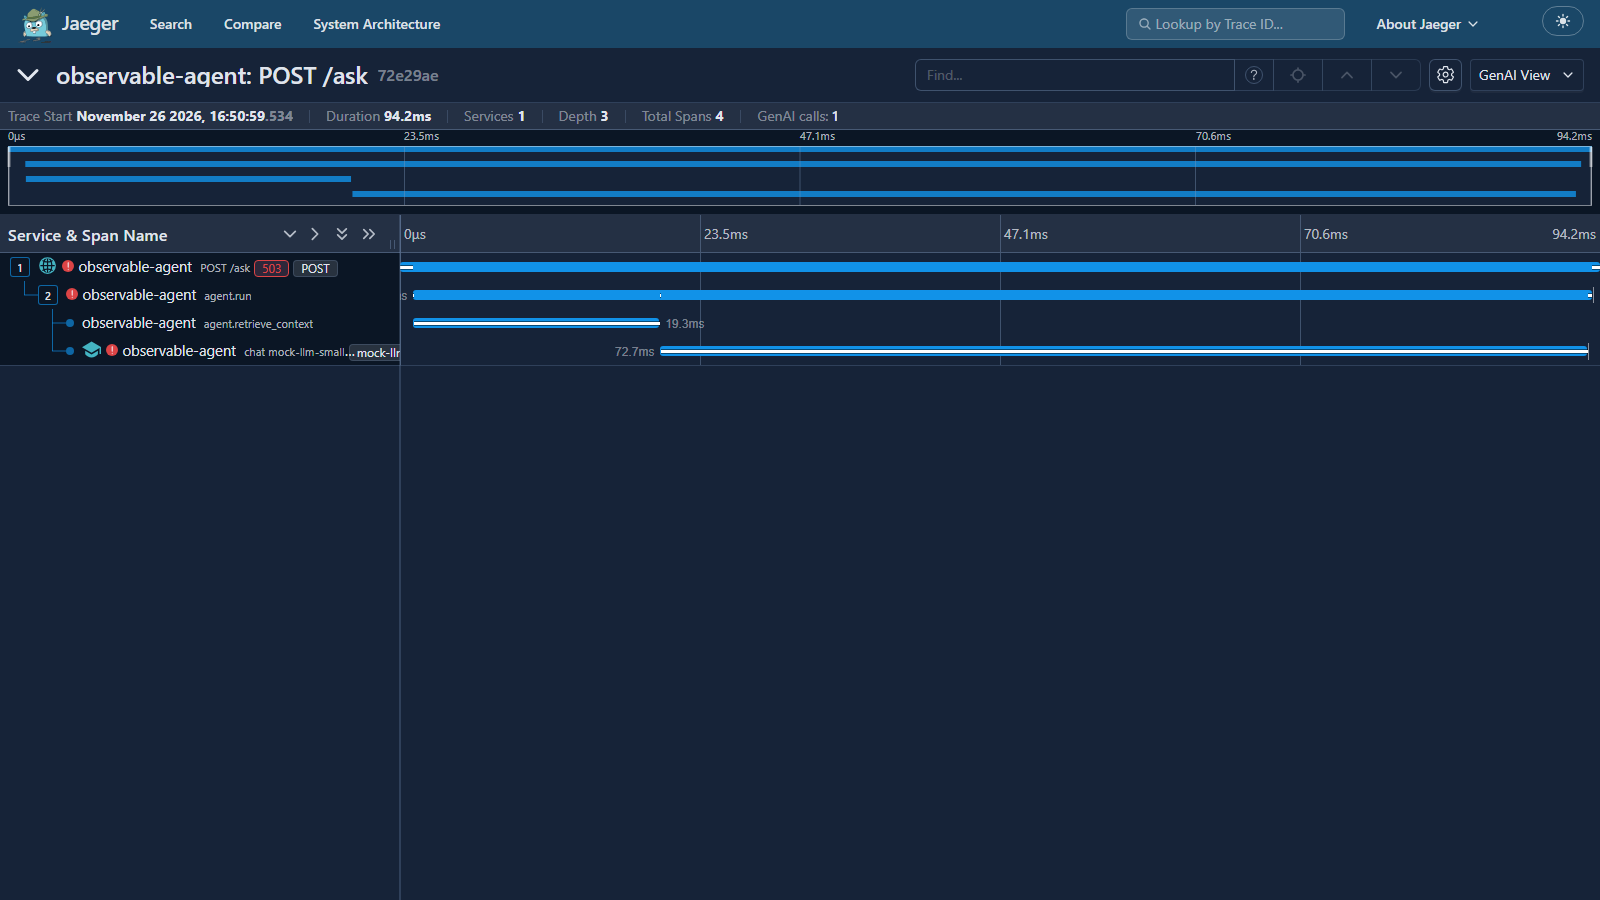 Jaeger Search Compare System Architecture Lookup by Trace ID... About Jaeger
observable-agent: POST /ask 72e29ae Find... ? GenAI View
Trace Start November 26 2026, 16:50:59.534 Duration 94.2ms Services 1 Depth 3 Total Spans 4 GenAI calls: 1
0μs 23.5ms 47.1ms 70.6ms 94.2ms
Service & Span Name 0μs 23.5ms 47.1ms 70.6ms 94.2ms
1 observable-agent POST /ask 503 POST
2 observable-agent agent.run
observable-agent agent.retrieve_context 19.3ms
observable-agent chat mock-llm-small... 72.7ms